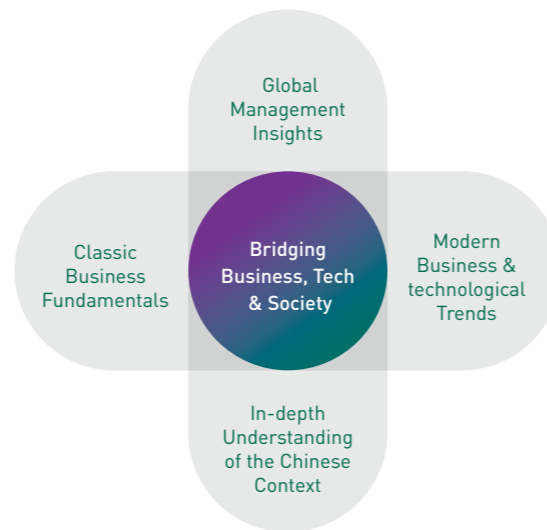 Global
Management
Insights
Classic
Business
Fundamentals
Bridging
Business, Tech
& Society
Modern
Business &
technological
Trends
In-depth
Understanding
of the Chinese
Context